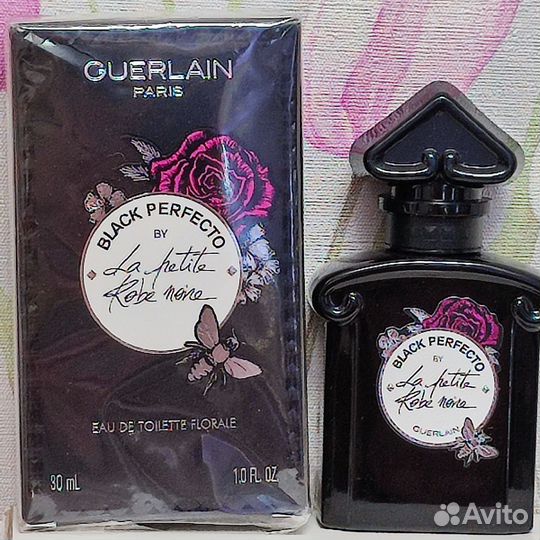 GUERLAIN
PARIS
BLACK PERFECTO
BY
La petite
Robe noire
EAU DE TOILETTE FLORALE
30 mL 1.0 FL. OZ
BLACK PERFECTO
BY
La petite
Robe noire
GUERLAIN
Avito